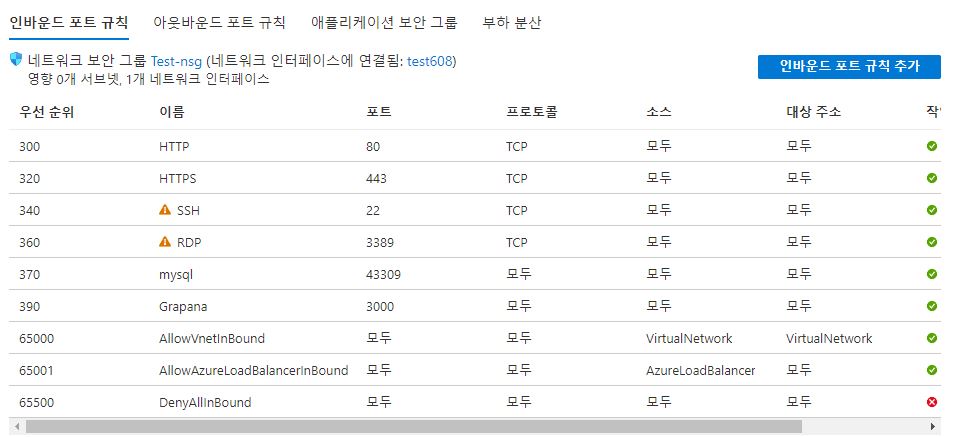 인바운드 포트 규칙 아웃바운드 포트 규칙 애플리케이션 보안 그룹 부하 분산
네트워크 보안 그룹 Test-nsg (네트워크 인터페이스에 연결됨: test608)
인바운드 포트 규칙 추가
영향 0개 서브넷, 1개 네트워크 인터페이스
우선 순위 이름 포트 프로토콜 소스 대상 주소
300 HTTP 80 TCP 모두 모두
320 HTTPS 443 TCP 모두 모두
340 SSH 22 TCP 모두 모두
360 RDP 3389 TCP 모두 모두
370 mysql 43309 모두 모두 모두
390 Grapana 3000 모두 모두 모두
65000 AllowVnetInBound 모두 모두 VirtualNetwork VirtualNetwork
65001 AllowAzureLoadBalancerInBound 모두 모두 AzureLoadBalancer 모두
65500 DenyAllInBound 모두 모두 모두 모두